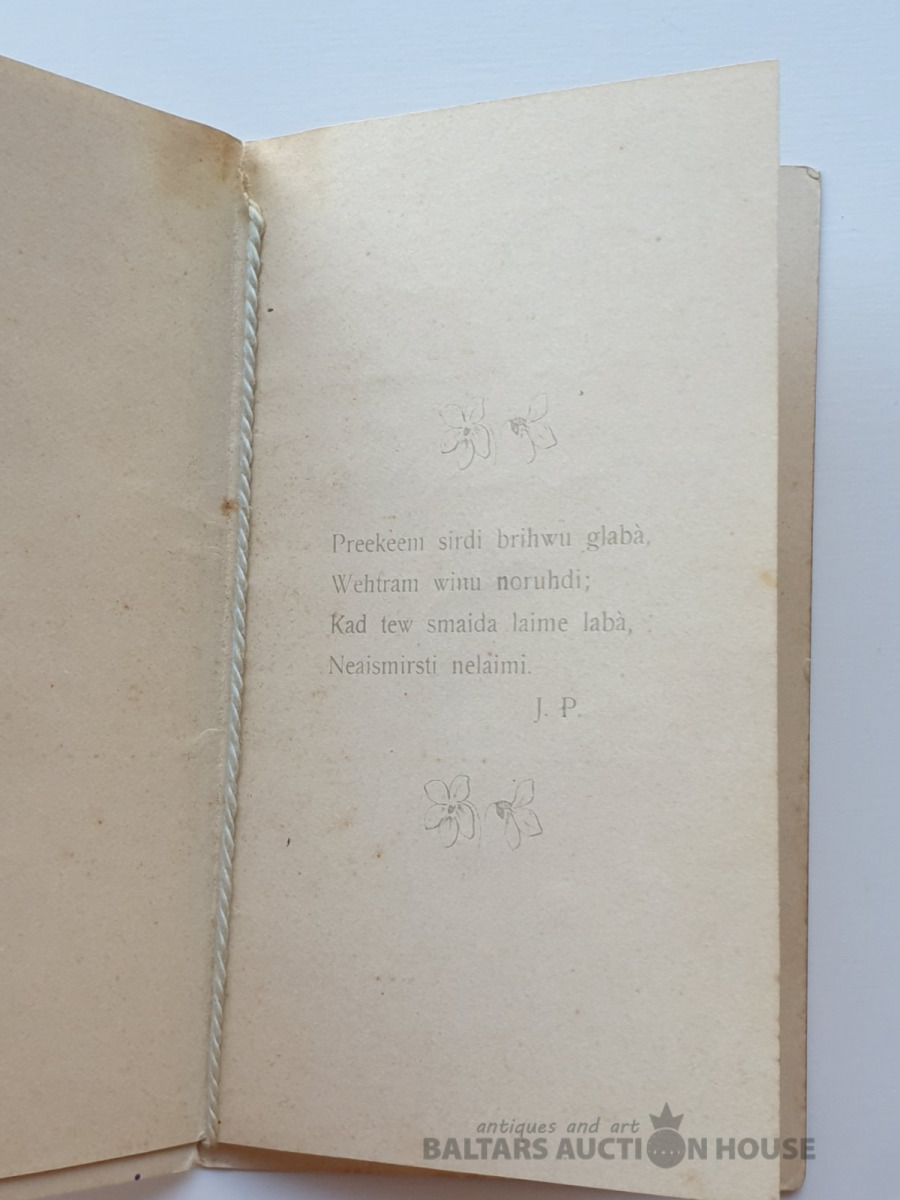 Preekeem sirdi brihwu glabà,
Wehtram winu noruhdi;
Kad tew smaida laime labà,
Neaismirsti nelaimi.
J. P.
antiques and art
BALTARS AUCTION HOUSE